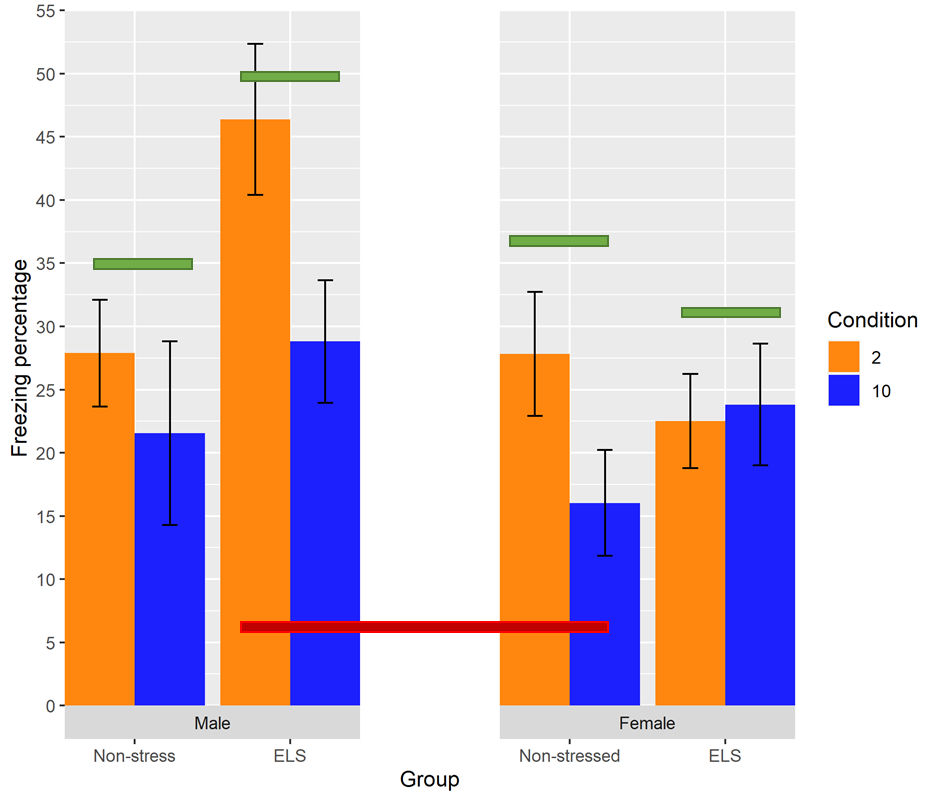 55
50
45
40
35
30
25
20
15
10
5
0
Freezing percentage
Male
Female
Non-stress
ELS
Non-stressed
ELS
Group
Condition
2
10